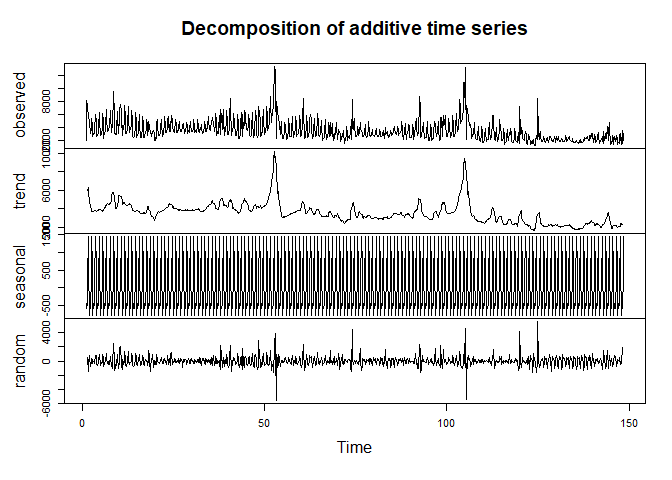 Decomposition of additive time series
observed
8000
trend
6000
seasonal
500
-500
random
4000
0
-6000
0 50 100 150
Time